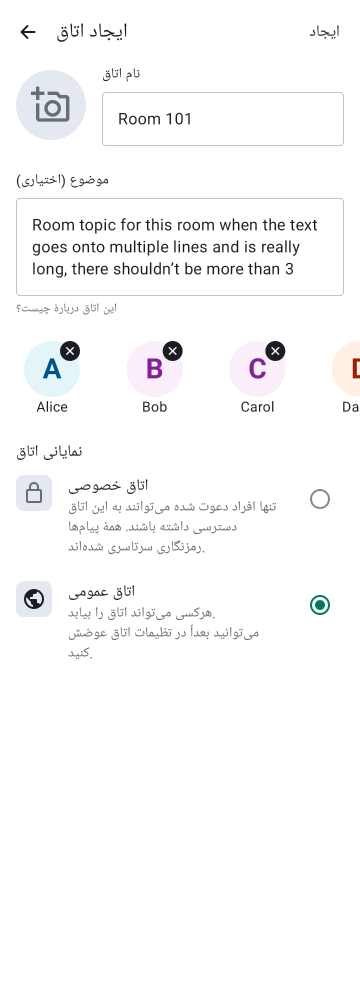 ایجاد اتاق
ایجاد
نام اتاق
Room 101
موضوع (اختیاری)
Room topic for this room when the text
goes onto multiple lines and is really
long, there shouldn’t be more than 3
این اتاق دربارهٔ چیست؟
A
B
C
Alice
Bob
Carol
Da
نمایانی اتاق
اتاق خصوصی
تنها افراد دعوت شده می‌توانند به این اتاق
دسترسی داشته باشند. همهٔ پیام‌ها
رمزنگاری سرتاسری شده‌اند.
اتاق عمومی
هرکسی می‌تواند اتاق را بیابد.
می‌توانید بعداً در تظیمات اتاق عوضش
کنید.